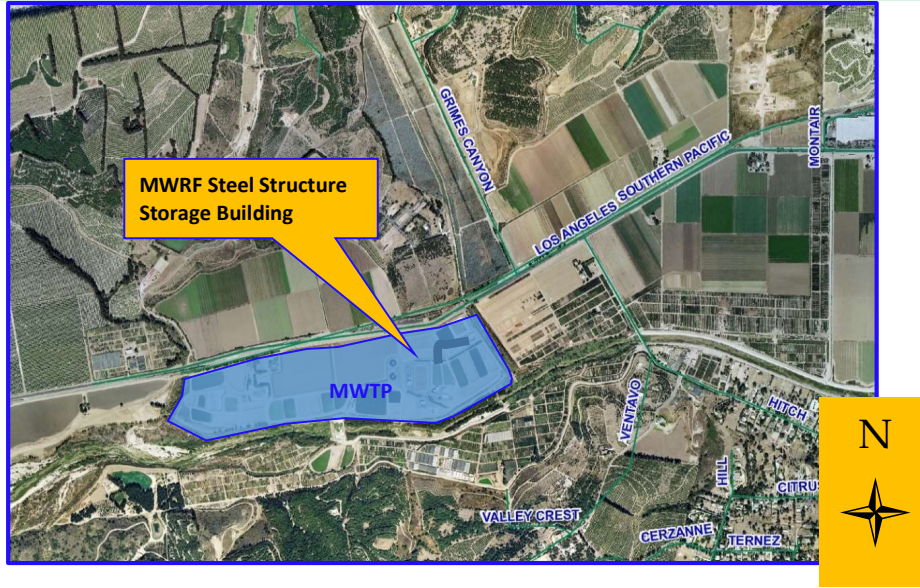 GRIMES CANYON
MONTAIR
LOS ANGELES SOUTHERN PACIFIC
MWRF Steel Structure
Storage Building
MWTP
VENTAVO
HITCH
N
HILL
CITRUS
VALLEY CREST
CERZANNE
TERNEZ